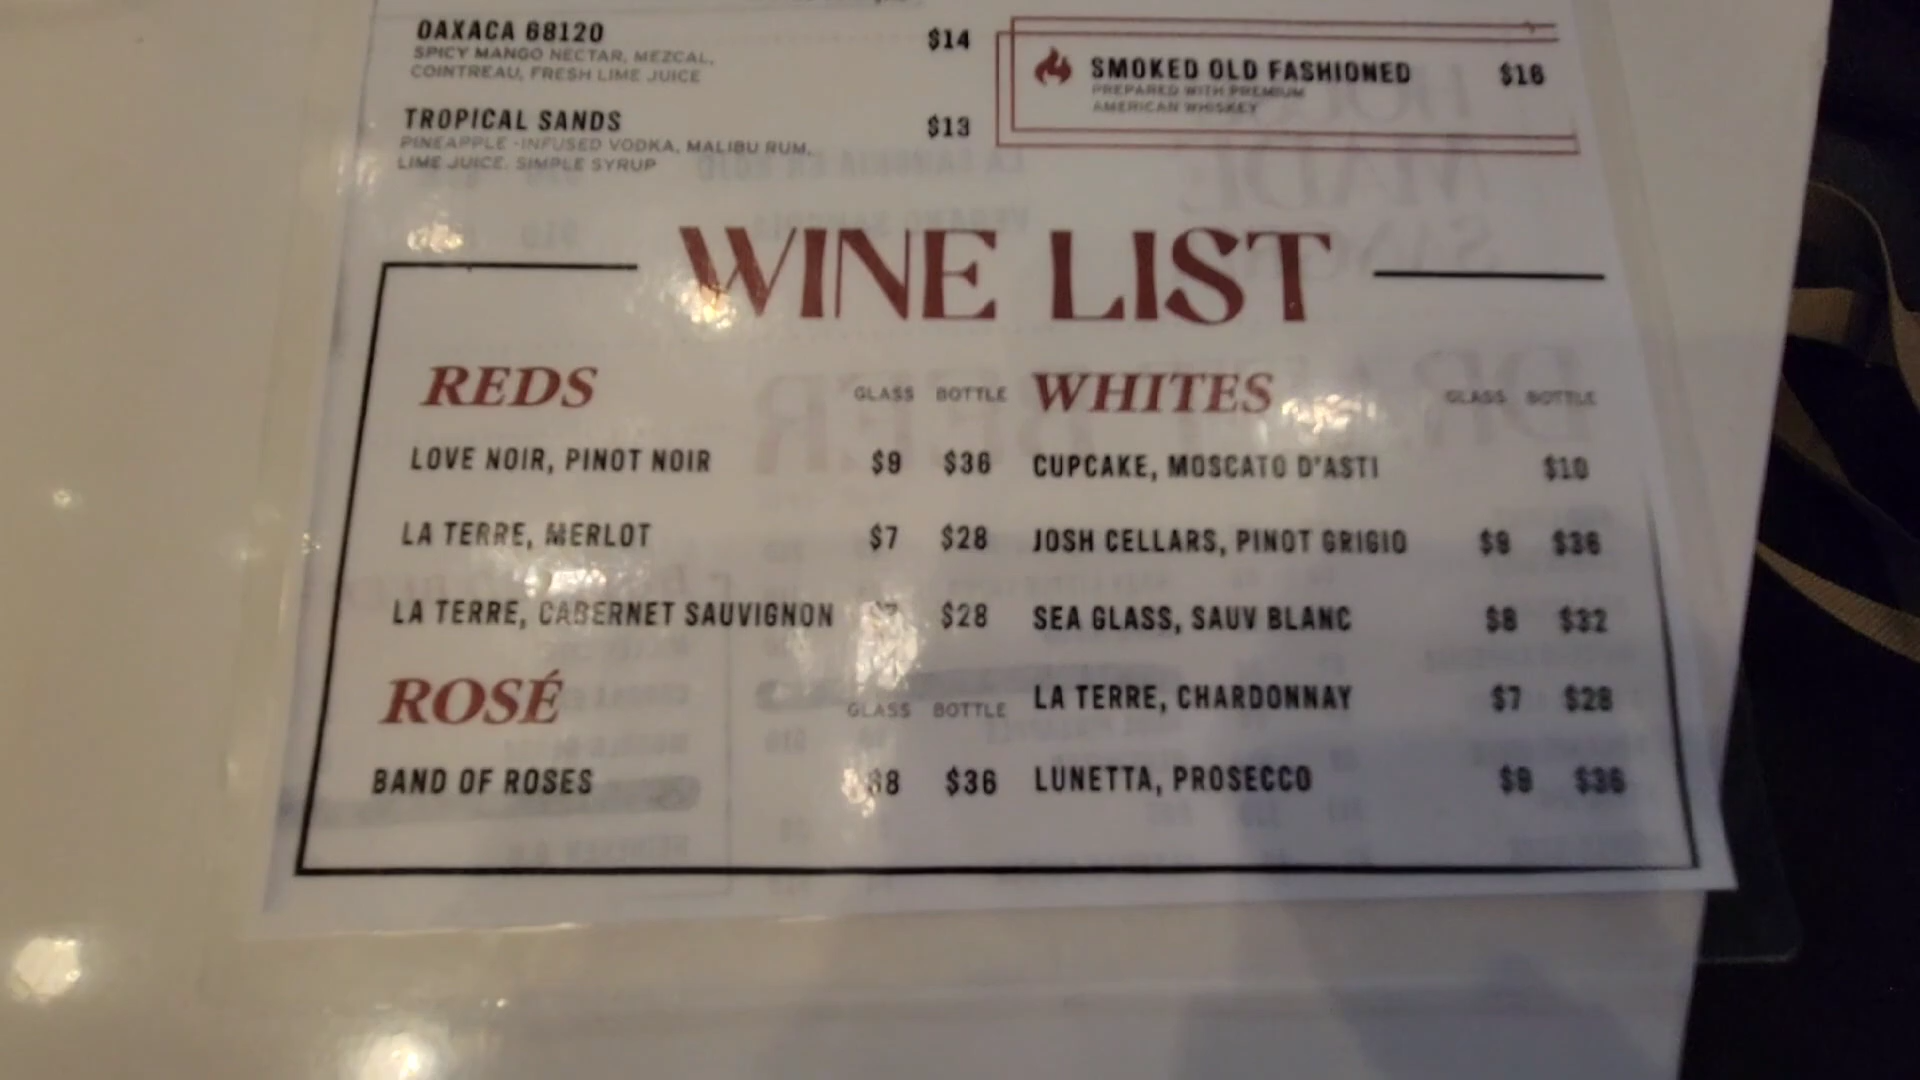 OAXACA 68120 $14
SPICY MANGO NECTAR, MEZCAL,
COINTREAU, FRESH LIME JUICE
TROPICAL SANDS $13
PINEAPPLE -INFUSED VODKA, MALIBU RUM,
LIME JUICE, SIMPLE SYRUP
SMOKED OLD FASHIONED $16
PREPARED WITH PREMIUM
AMERICAN WHISKEY
WINE LIST
REDS GLASS BOTTLE
LOVE NOIR, PINOT NOIR $9 $36
LA TERRE, MERLOT $7 $28
LA TERRE, CABERNET SAUVIGNON $7 $28
ROSÉ GLASS BOTTLE
BAND OF ROSES $36
WHITES GLASS BOTTLE
CUPCAKE, MOSCATO D'ASTI $10
JOSH CELLARS, PINOT GRIGIO $9 $36
SEA GLASS, SAUV BLANC $8 $32
LA TERRE, CHARDONNAY $7 $28
LUNETTA, PROSECCO $9 $36